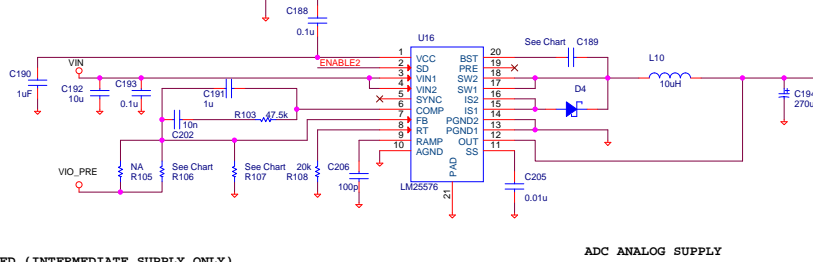 C188
0.1u
U16
See Chart C189
C190
1uF
VIN
ENABLE2
C192
10u
C193
0.1u
C191
1u
10n
C202
R103 47.5k
1 VCC BST 20
2 SD PRE 19
3 VIN1 SW2 18
4 VIN2 SW1 17
5 SYNC IS2 16
6 COMP IS1 15
7 FB PGND2 14
8 RT PGND1 13
9 RAMP OUT 12
10 AGND SS 11
PAD
21
LM25576
L10
10uH
D4
C194
270u
VIO_PRE
NA
R105
See Chart
R106
See Chart
R107
20k
R108
C206
100p
C205
0.01u
ADC ANALOG SUPPLY
ED (INTERMEDIATE SUPPLY ONLY)